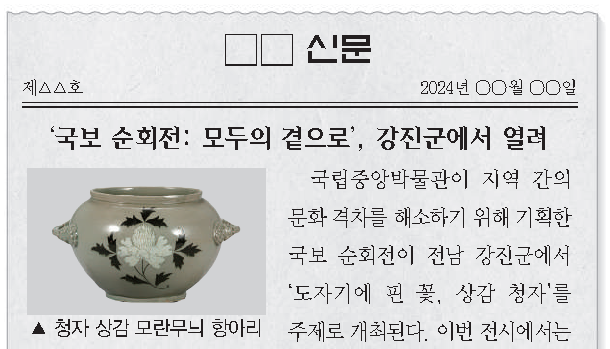 □□ 신문
제△△호
2024년 ○○월 ○○일
‘국보 순회전: 모두의 곁으로’, 강진군에서 열려
▲ 청자 상감 모란무늬 항아리
국립중앙박물관이 지역 간의
문화 격차를 해소하기 위해 기획한
국보 순회전이 전남 강진군에서
‘도자기에 핀 꽃, 상감 청자’를
주제로 개최된다. 이번 전시에서는